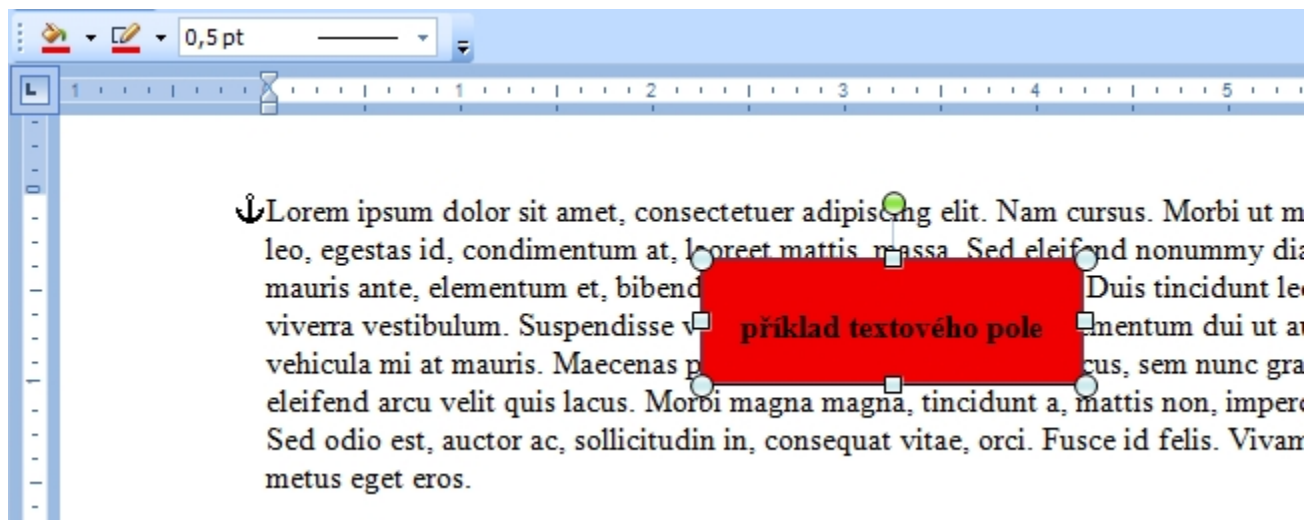 0,5 pt
1 1 2 3 4 5
Lorem ipsum dolor sit amet, consectetuer adipiscing elit. Nam cursus. Morbi ut m
leo, egestas id, condimentum at, laoreet mattis, massa. Sed eleifend nonummy dia
mauris ante, elementum et, bibend Duis tincidunt leo
viverra vestibulum. Suspendisse v mentum dui ut au
příklad textového pole
vehicula mi at mauris. Maecenas p cus, sem nunc gra
eleifend arcu velit quis lacus. Morbi magna magna, tincidunt a, mattis non, imperd
Sed odio est, auctor ac, sollicitudin in, consequat vitae, orci. Fusce id felis. Vivam
metus eget eros.